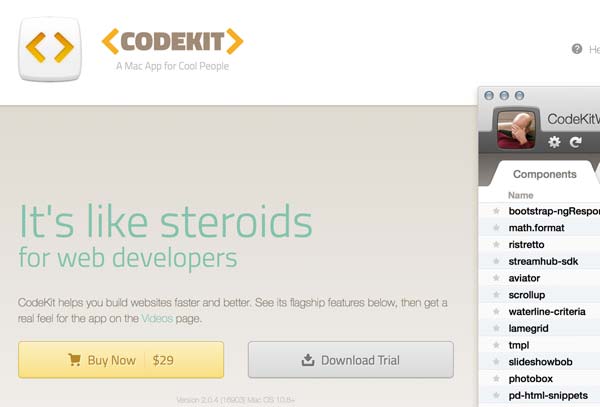 <CODEKIT>
A Mac App for Cool People
He
CodeKitW
Components
Name
bootstrap-ngRespon
math.format
ristretto
streamhub-sdk
aviator
scrollup
waterline-criteria
lamegrid
tmpl
slideshowbob
photobox
pd-html-snippets
It's like steroids
for web developers
CodeKit helps you build websites faster and better. See its flagship features below, then get a
real feel for the app on the Videos page.
Buy Now $29
Download Trial
Version 2.0.4 (16903) Mac OS 10.8+